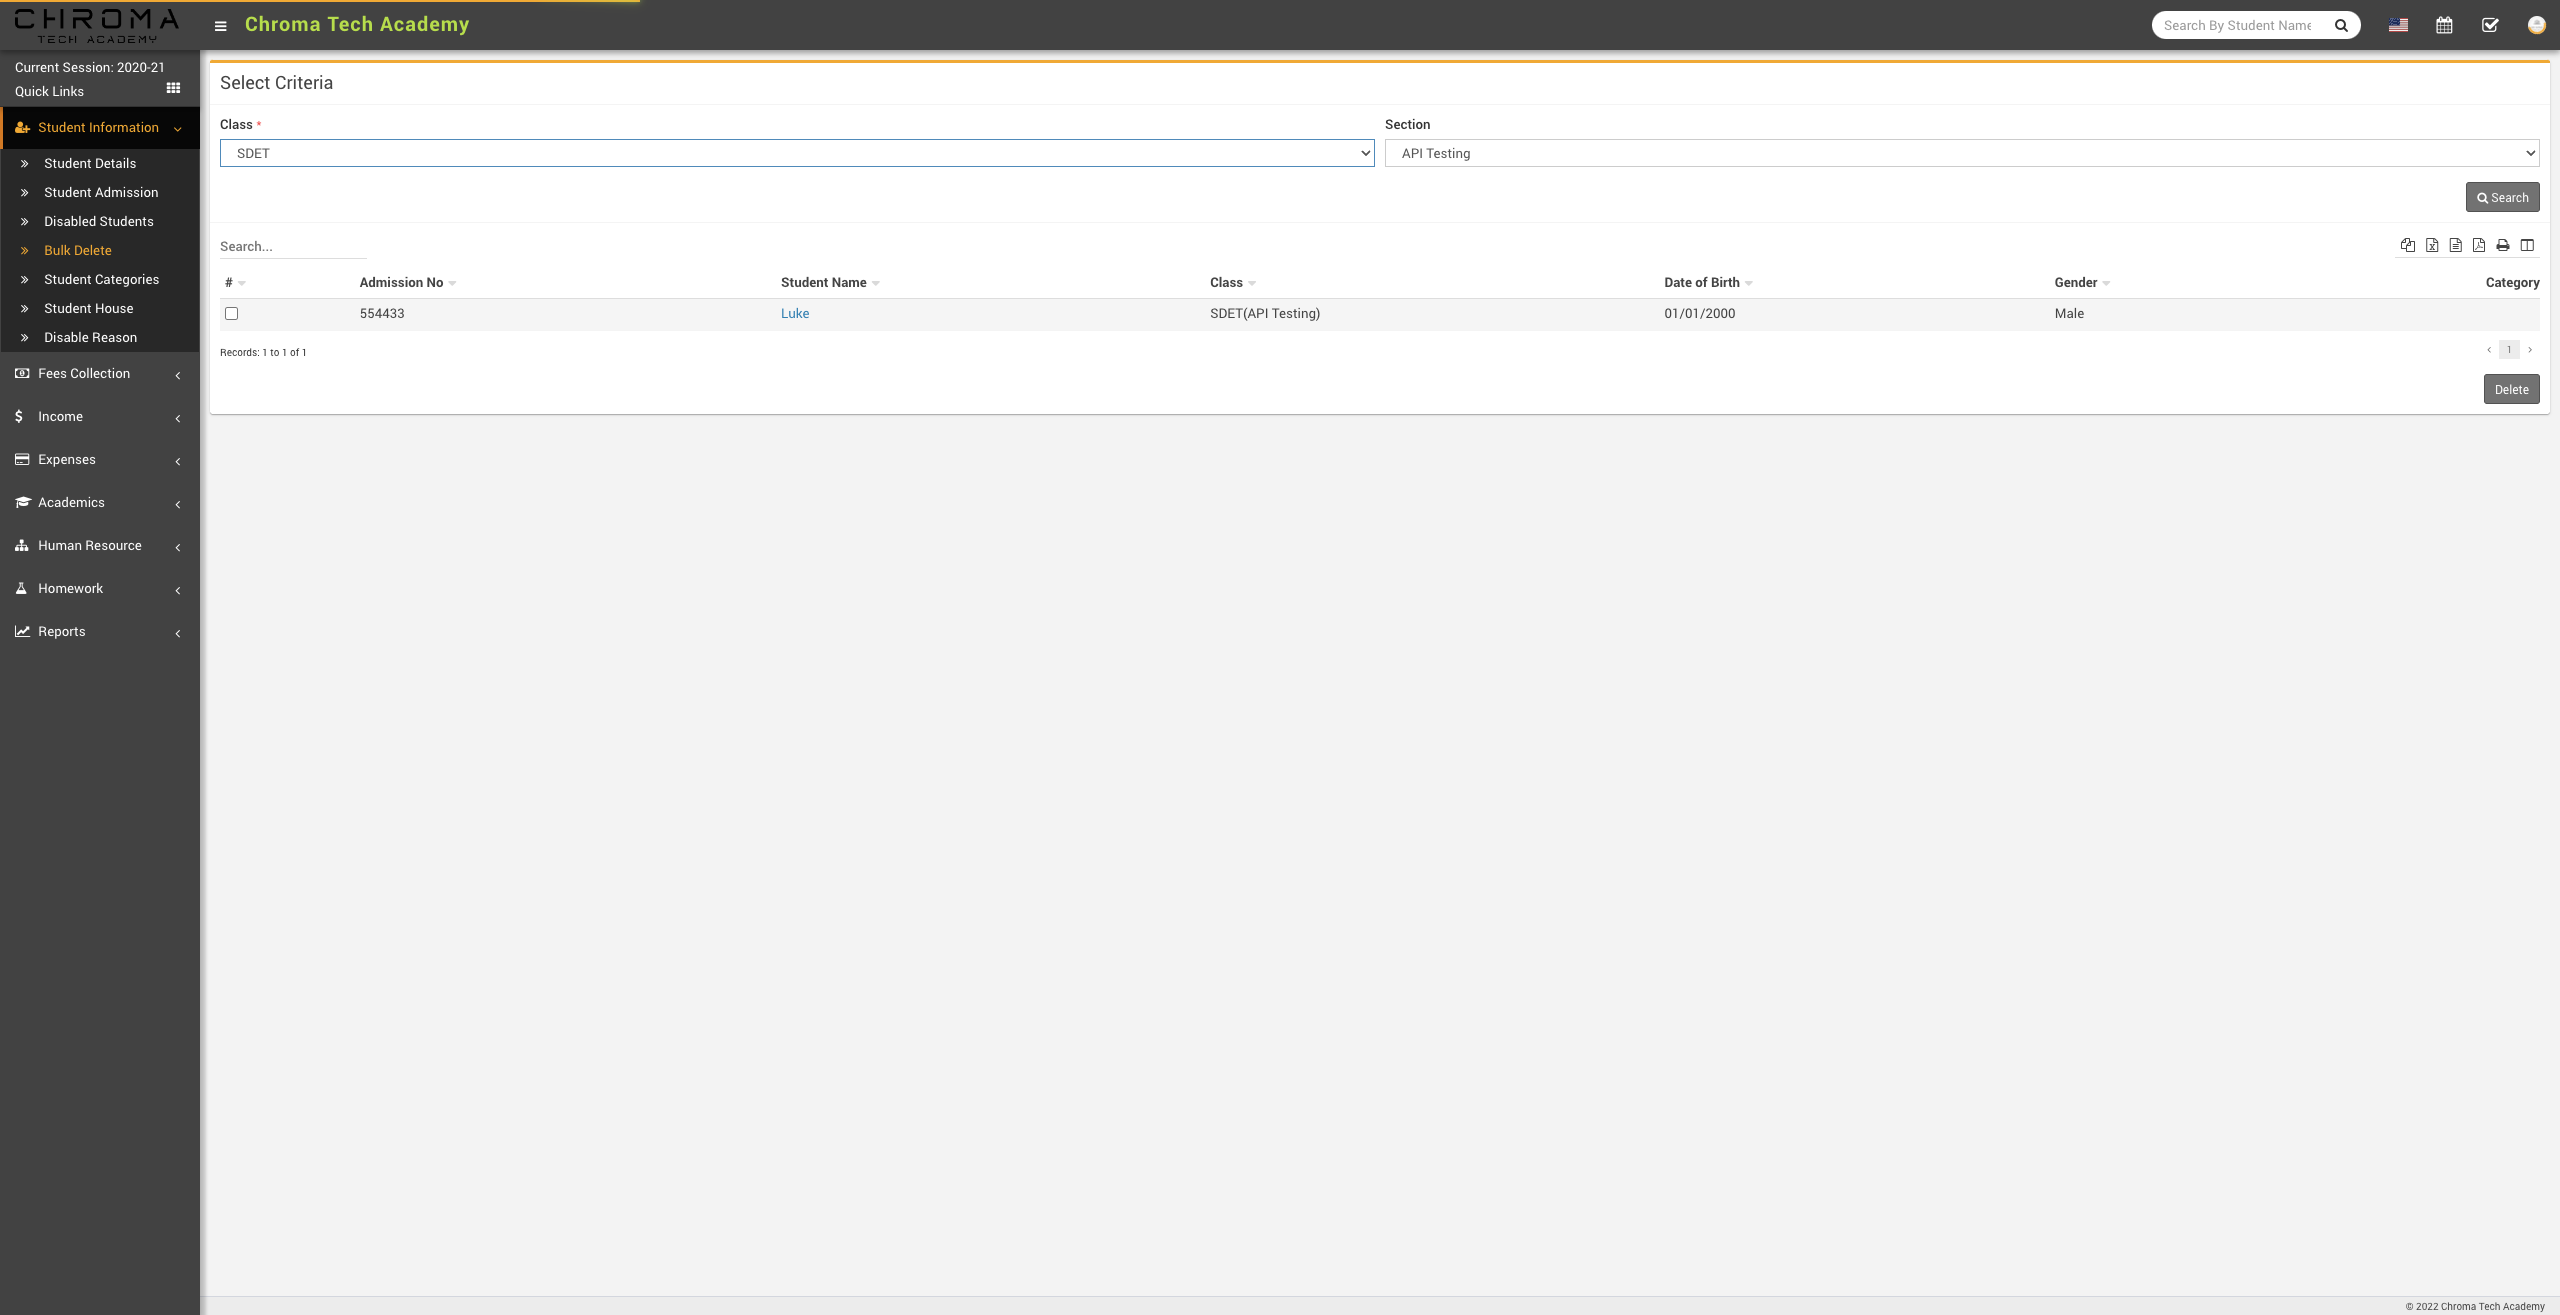 CHROMA
TECH ACADEMY
Chroma Tech Academy
Search By Student Name
Current Session: 2020-21
Quick Links
Student Information
Student Details
Student Admission
Disabled Students
Bulk Delete
Student Categories
Student House
Disable Reason
Fees Collection
Income
Expenses
Academics
Human Resource
Homework
Reports
Select Criteria
Class * Section
SDET API Testing
Search
Search...
# Admission No Student Name Class Date of Birth Gender Category
554433 Luke SDET(API Testing) 01/01/2000 Male
Records: 1 to 1 of 1
1
Delete
© 2022 Chroma Tech Academy